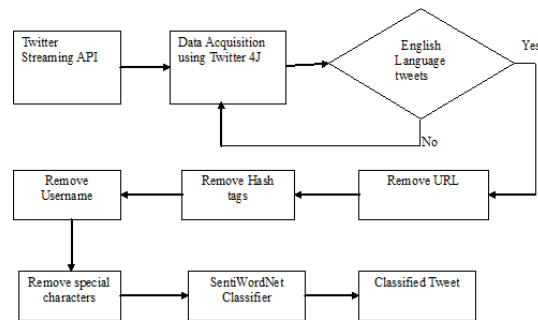 Twitter
Streaming API
Data Acquisition
using Twitter 4J
English
Language
tweets
Yes
No
Remove URL
Remove Hash
tags
Remove
Username
Remove special
characters
SentiWordNet
Classifier
Classified Tweet